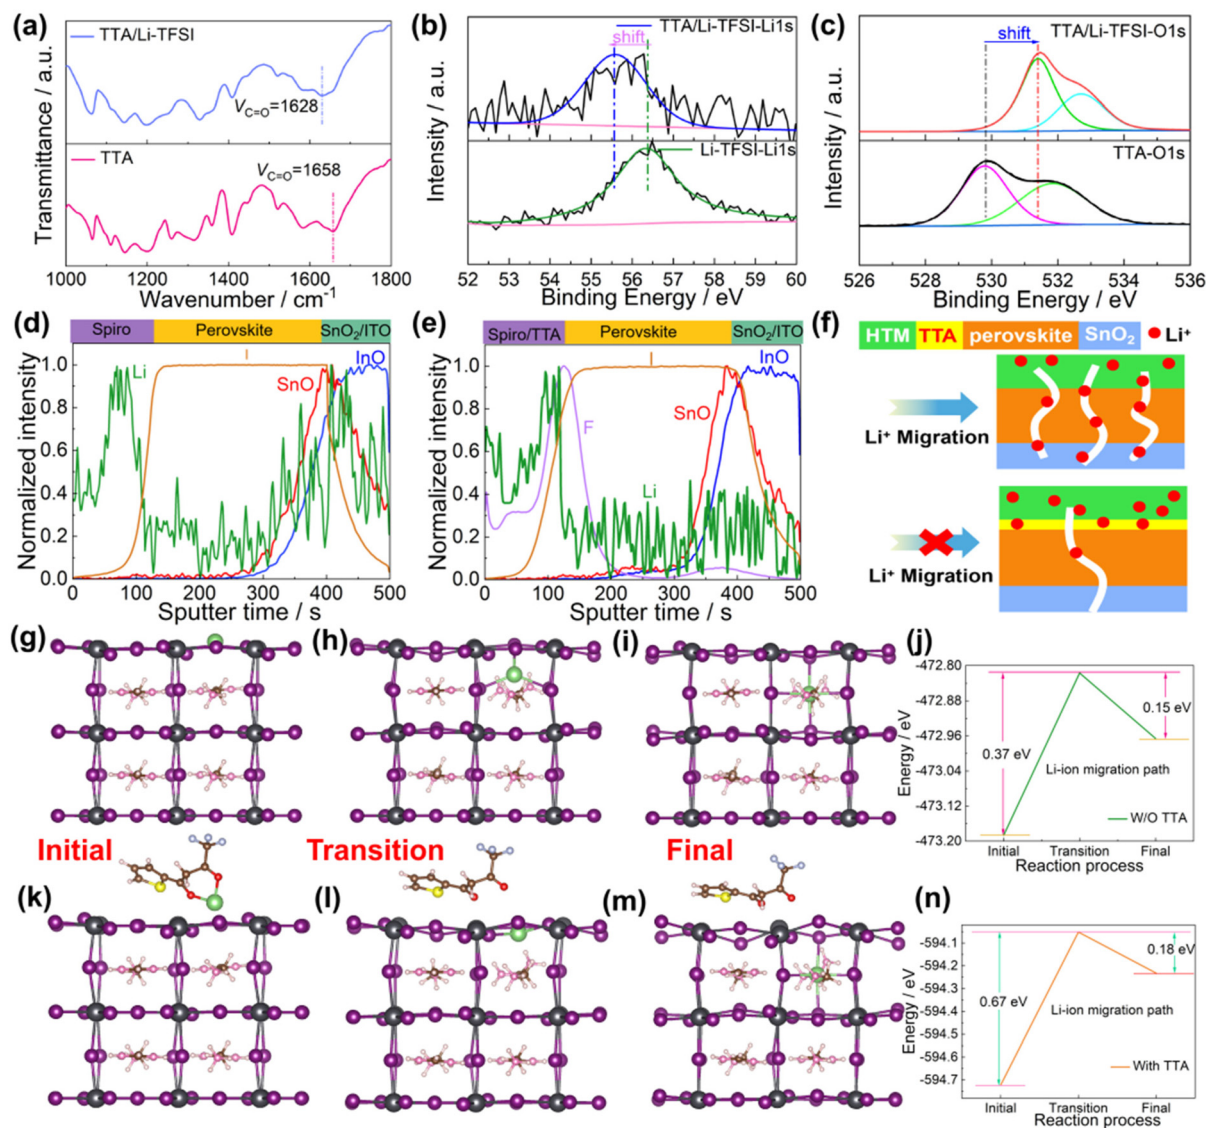 (a)
TTA/Li-TFSI
V_C=O=1628
TTA
V_C=O=1658
Transmittance / a.u.
1000 1200 1400 1600 1800
Wavenumber / cm⁻¹
(b)
TTA/Li-TFSI-Li1s
shift
Li-TFSI-Li1s
Intensity / a.u.
52 53 54 55 56 57 58 59 60
Binding Energy / eV
(c)
TTA/Li-TFSI-O1s
shift
TTA-O1s
Intensity / a.u.
526 528 530 532 534 536
Binding Energy / eV
(d)
Spiro Perovskite SnO₂/ITO
I
InO
Li
SnO
Normalized intensity
1.0
0.8
0.6
0.4
0.2
0.0
0 100 200 300 400 500
Sputter time / s
(e)
Spiro/TTA Perovskite SnO₂/ITO
I
InO
SnO
F
Li
Normalized intensity
1.0
0.8
0.6
0.4
0.2
0.0
0 100 200 300 400 500
Sputter time / s
(f)
HTM TTA perovskite SnO₂ Li⁺
Li⁺ Migration
Li⁺ Migration
(g)
(h)
(i)
(j)
-472.80
-472.88
-472.96
-473.04
-473.12
-473.20
Energy / eV
0.15 eV
0.37 eV
Li-ion migration path
W/O TTA
Initial Transition Final
Reaction process
Initial
Transition
Final
(k)
(l)
(m)
(n)
-594.1
-594.2
-594.3
-594.4
-594.5
-594.6
-594.7
Energy / eV
0.18 eV
0.67 eV
Li-ion migration path
With TTA
Initial Transition Final
Reaction process